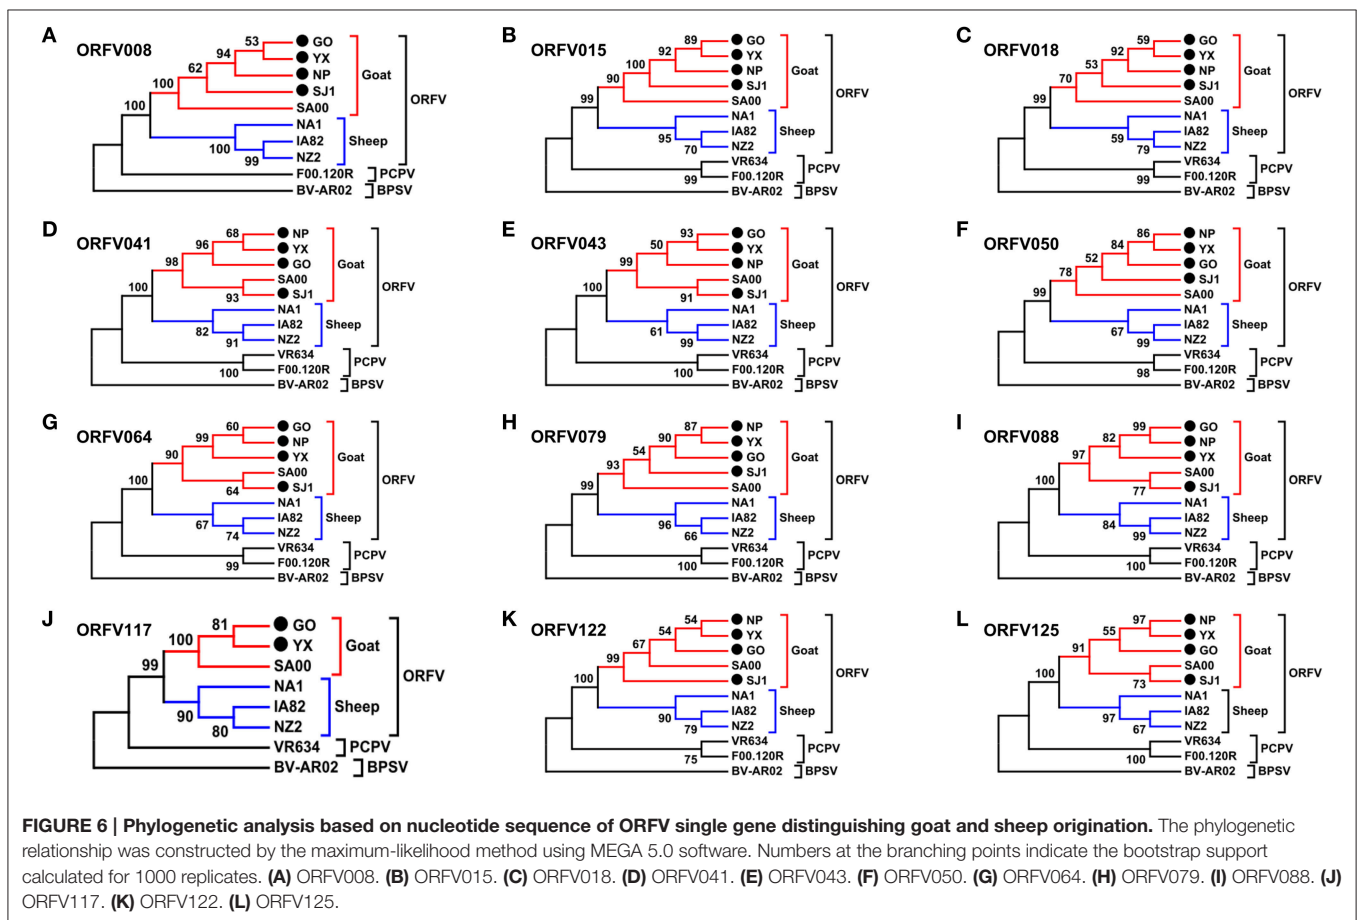 A
ORFV008
53
94
62
100
100
100
99
GO
YX
NP
SJ1
SA00
NA1
IA82
NZ2
F00.120R
BV-AR02
Goat
Sheep
ORFV
PCPV
BPSV
B
ORFV015
89
92
100
90
99
95
70
99
GO
YX
NP
SJ1
SA00
NA1
IA82
NZ2
VR634
F00.120R
BV-AR02
Goat
Sheep
ORFV
PCPV
BPSV
C
ORFV018
59
92
53
70
99
59
79
99
GO
YX
NP
SJ1
SA00
NA1
IA82
NZ2
VR634
F00.120R
BV-AR02
Goat
Sheep
ORFV
PCPV
BPSV
D
ORFV041
68
96
98
93
100
82
91
100
NP
YX
GO
SA00
SJ1
NA1
IA82
NZ2
VR634
F00.120R
BV-AR02
Goat
Sheep
ORFV
PCPV
BPSV
E
ORFV043
93
50
99
91
100
61
99
100
GO
YX
NP
SA00
SJ1
NA1
IA82
NZ2
VR634
F00.120R
BV-AR02
Goat
Sheep
ORFV
PCPV
BPSV
F
ORFV050
86
84
52
78
99
67
99
98
NP
YX
GO
SJ1
SA00
NA1
IA82
NZ2
VR634
F00.120R
BV-AR02
Goat
Sheep
ORFV
PCPV
BPSV
G
ORFV064
60
99
90
64
100
67
74
99
GO
NP
YX
SA00
SJ1
NA1
IA82
NZ2
VR634
F00.120R
BV-AR02
Goat
Sheep
ORFV
PCPV
BPSV
H
ORFV079
87
90
54
93
99
96
66
100
NP
YX
GO
SJ1
SA00
NA1
IA82
NZ2
VR634
F00.120R
BV-AR02
Goat
Sheep
ORFV
PCPV
BPSV
I
ORFV088
99
82
97
77
100
84
99
100
GO
NP
YX
SA00
SJ1
NA1
IA82
NZ2
VR634
F00.120R
BV-AR02
Goat
Sheep
ORFV
PCPV
BPSV
J
ORFV117
81
100
99
90
80
GO
YX
SA00
NA1
IA82
NZ2
VR634
BV-AR02
Goat
Sheep
ORFV
PCPV
BPSV
K
ORFV122
54
54
67
99
100
90
79
75
NP
YX
GO
SA00
SJ1
NA1
IA82
NZ2
VR634
F00.120R
BV-AR02
Goat
Sheep
ORFV
PCPV
BPSV
L
ORFV125
97
55
91
73
100
97
67
100
NP
YX
GO
SA00
SJ1
NA1
IA82
NZ2
VR634
F00.120R
BV-AR02
Goat
Sheep
ORFV
PCPV
BPSV
FIGURE 6 | Phylogenetic analysis based on nucleotide sequence of ORFV single gene distinguishing goat and sheep origination. The phylogenetic
relationship was constructed by the maximum-likelihood method using MEGA 5.0 software. Numbers at the branching points indicate the bootstrap support
calculated for 1000 replicates. (A) ORFV008. (B) ORFV015. (C) ORFV018. (D) ORFV041. (E) ORFV043. (F) ORFV050. (G) ORFV064. (H) ORFV079. (I) ORFV088. (J)
ORFV117. (K) ORFV122. (L) ORFV125.